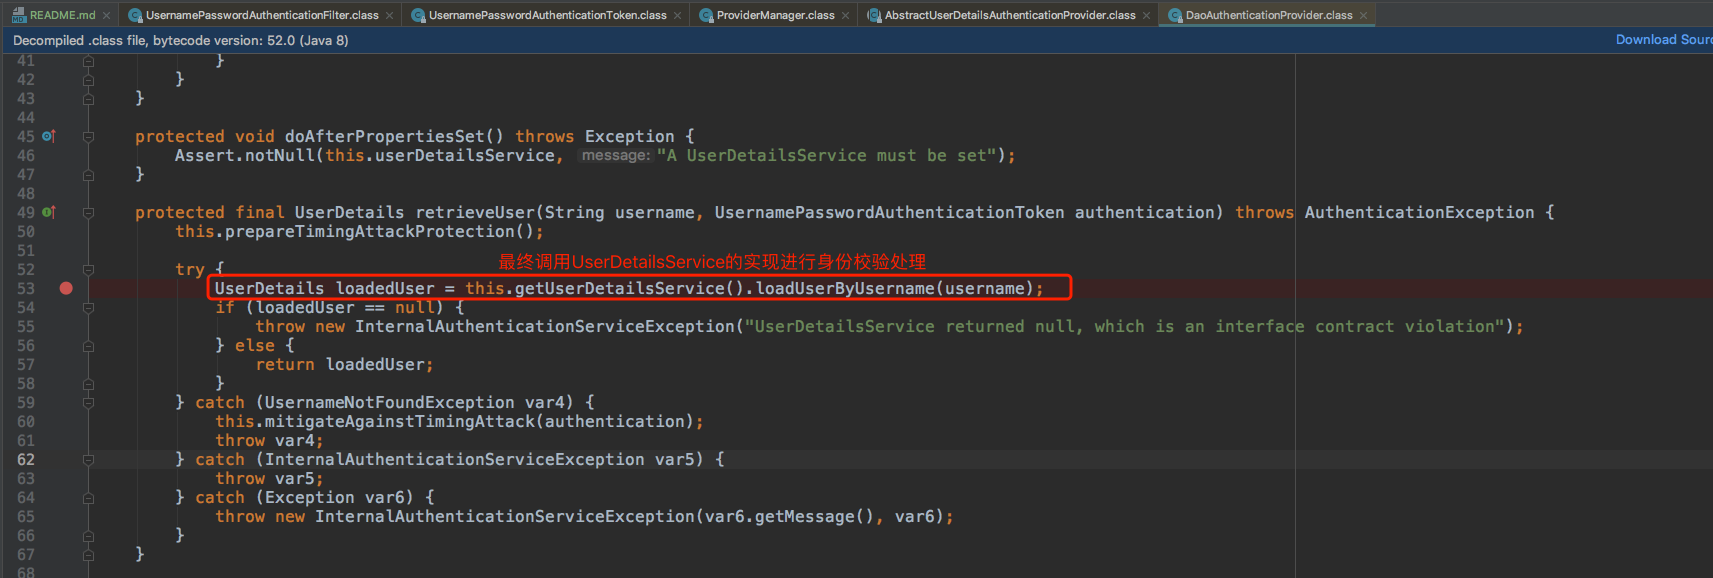 README.md UsernamePasswordAuthenticationFilter.class UsernamePasswordAuthenticationToken.class ProviderManager.class AbstractUserDetailsAuthenticationProvider.class DaoAuthenticationProvider.class
Decompiled .class file, bytecode version: 52.0 (Java 8) Download Sour
41 }
42 }
43 }
44
45 protected void doAfterPropertiesSet() throws Exception {
46 Assert.notNull(this.userDetailsService, message: "A UserDetailsService must be set");
47 }
48
49 protected final UserDetails retrieveUser(String username, UsernamePasswordAuthenticationToken authentication) throws AuthenticationException {
50 this.prepareTimingAttackProtection();
51
最终调用UserDetailsService的实现进行身份校验处理
52 try {
53 UserDetails loadedUser = this.getUserDetailsService().loadUserByUsername(username);
54 if (loadedUser == null) {
55 throw new InternalAuthenticationServiceException("UserDetailsService returned null, which is an interface contract violation");
56 } else {
57 return loadedUser;
58 }
59 } catch (UsernameNotFoundException var4) {
60 this.mitigateAgainstTimingAttack(authentication);
61 throw var4;
62 } catch (InternalAuthenticationServiceException var5) {
63 throw var5;
64 } catch (Exception var6) {
65 throw new InternalAuthenticationServiceException(var6.getMessage(), var6);
66 }
67 }
68